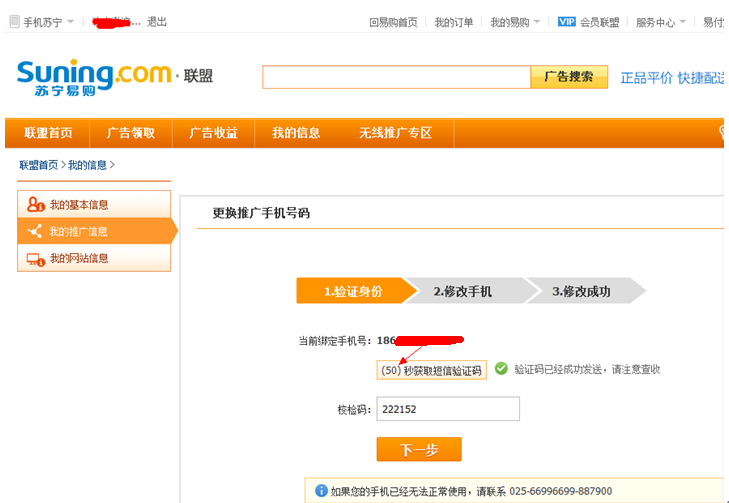 手机苏宁 ... 退出 回易购首页 我的订单 我的易购 VIP 会员联盟 服务中心
Suning.com · 联盟
苏宁易购
广告搜索 正品平价 快捷配送
联盟首页 广告领取 广告收益 我的信息 无线推广专区
联盟首页 > 我的信息 >
我的基本信息
更换推广手机号码
我的推广信息
我的网站信息
1.验证身份 2.修改手机 3.修改成功
当前绑定手机号: 186
(50) 秒获取短信验证码 验证码已经成功发送，请注意查收
校检码: 222152
下一步
如果您的手机已经无法正常使用，请联系 025-66996699-887900